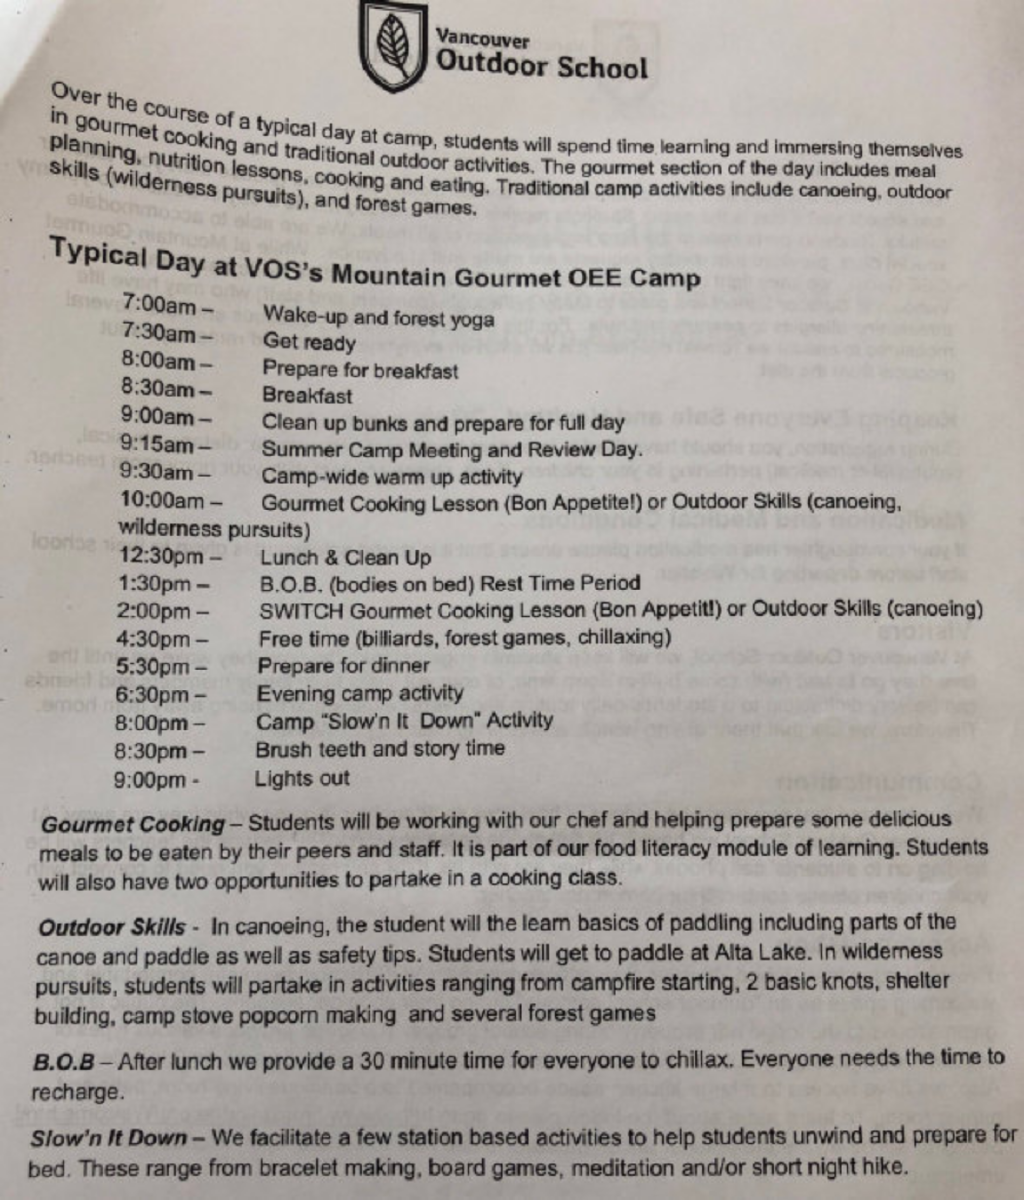 Vancouver
Outdoor School
Over the course of a typical day at camp, students will spend time learning and immersing themselves
in gourmet cooking and traditional outdoor activities. The gourmet section of the day includes meal
planning, nutrition lessons, cooking and eating. Traditional camp activities include canoeing, outdoor
skills (wilderness pursuits), and forest games.
Typical Day at VOS's Mountain Gourmet OEE Camp
7:00am – Wake-up and forest yoga
7:30am – Get ready
8:00am – Prepare for breakfast
8:30am – Breakfast
9:00am – Clean up bunks and prepare for full day
9:15am – Summer Camp Meeting and Review Day.
9:30am – Camp-wide warm up activity
10:00am – Gourmet Cooking Lesson (Bon Appetite!) or Outdoor Skills (canoeing,
wilderness pursuits)
12:30pm – Lunch & Clean Up
1:30pm – B.O.B. (bodies on bed) Rest Time Period
2:00pm – SWITCH Gourmet Cooking Lesson (Bon Appetit!) or Outdoor Skills (canoeing)
4:30pm – Free time (billiards, forest games, chillaxing)
5:30pm – Prepare for dinner
6:30pm – Evening camp activity
8:00pm – Camp "Slow'n It Down" Activity
8:30pm – Brush teeth and story time
9:00pm - Lights out
Gourmet Cooking – Students will be working with our chef and helping prepare some delicious
meals to be eaten by their peers and staff. It is part of our food literacy module of learning. Students
will also have two opportunities to partake in a cooking class.
Outdoor Skills - In canoeing, the student will the learn basics of paddling including parts of the
canoe and paddle as well as safety tips. Students will get to paddle at Alta Lake. In wilderness
pursuits, students will partake in activities ranging from campfire starting, 2 basic knots, shelter
building, camp stove popcorn making and several forest games
B.O.B – After lunch we provide a 30 minute time for everyone to chillax. Everyone needs the time to
recharge.
Slow'n It Down – We facilitate a few station based activities to help students unwind and prepare for
bed. These range from bracelet making, board games, meditation and/or short night hike.